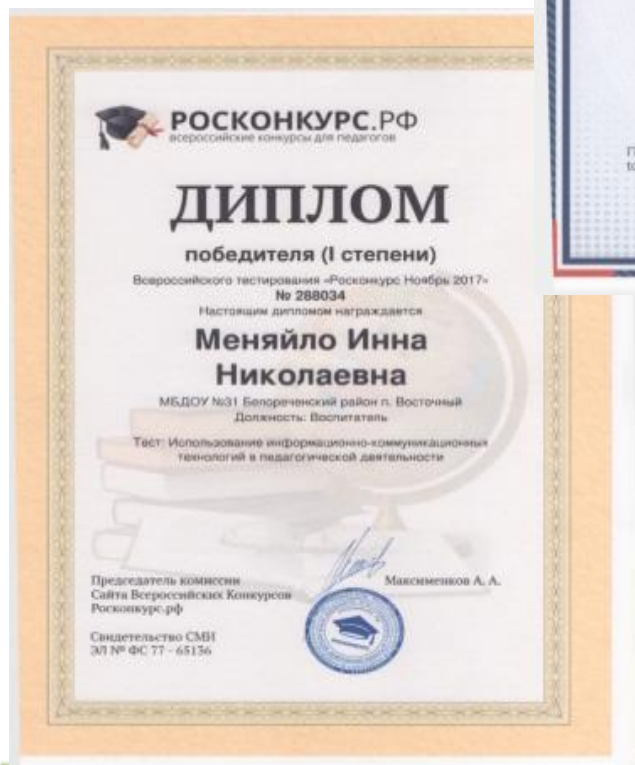 РОСКОНКУРС.РФ
всероссийские конкурсы для педагогов
ДИПЛОМ
победителя (I степени)
Всероссийского тестирования «Росконкурс Ноябрь 2017»
№ 288034
Настоящим дипломом награждается
Меняйло Инна
Николаевна
МБДОУ №31 Белореченский район п. Восточный
Должность: Воспитатель
Тест: Использование информационно-коммуникационных
технологий в педагогической деятельности
Председатель комиссии
Сайта Всероссийских Конкурсов
Росконкурс.рф
Максименков А. А.
Свидетельство СМИ
ЭЛ № ФС 77 - 65136